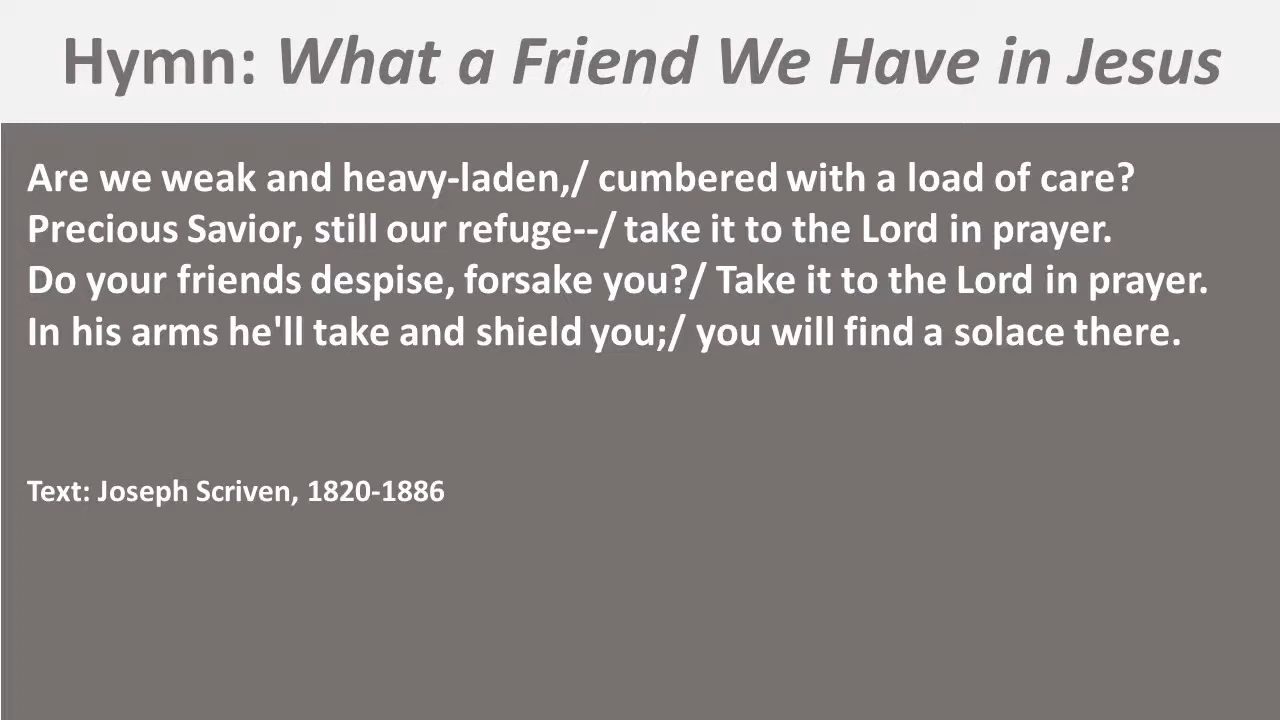 Hymn: What a Friend We Have in Jesus
Are we weak and heavy-laden,/ cumbered with a load of care?
Precious Savior, still our refuge--/ take it to the Lord in prayer.
Do your friends despise, forsake you?/ Take it to the Lord in prayer.
In his arms he'll take and shield you;/ you will find a solace there.
Text: Joseph Scriven, 1820-1886